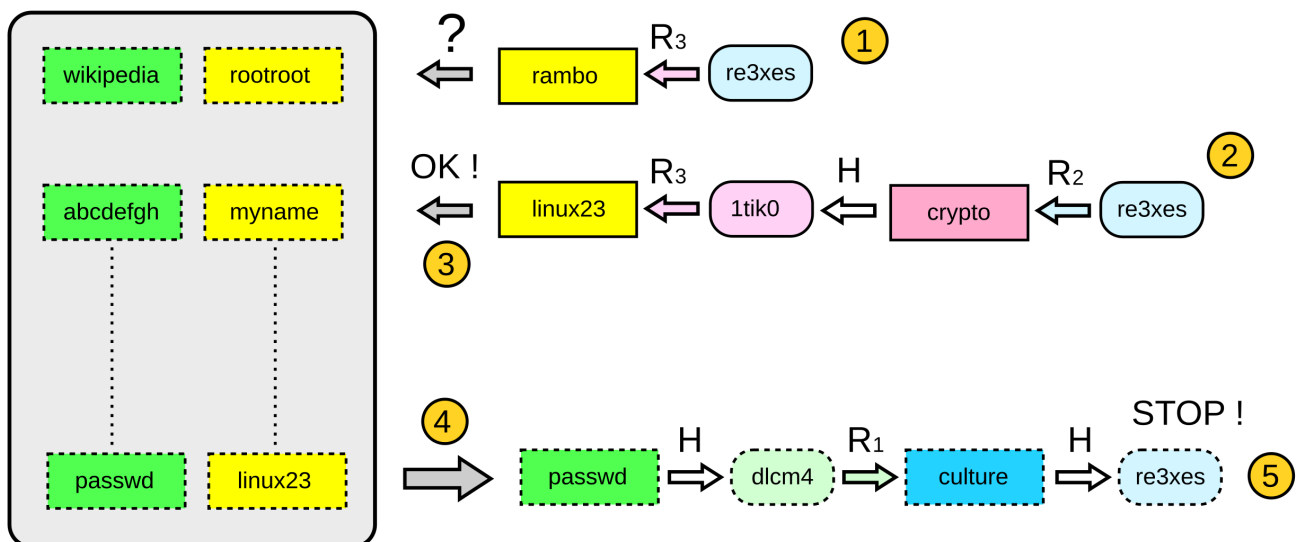 wikipedia rootroot ? rambo R3 re3xes 1
abcdefgh myname OK ! linux23 R3 1tik0 H crypto R2 re3xes 2
3
4 STOP !
passwd linux23 passwd H dlcm4 R1 culture H re3xes 5